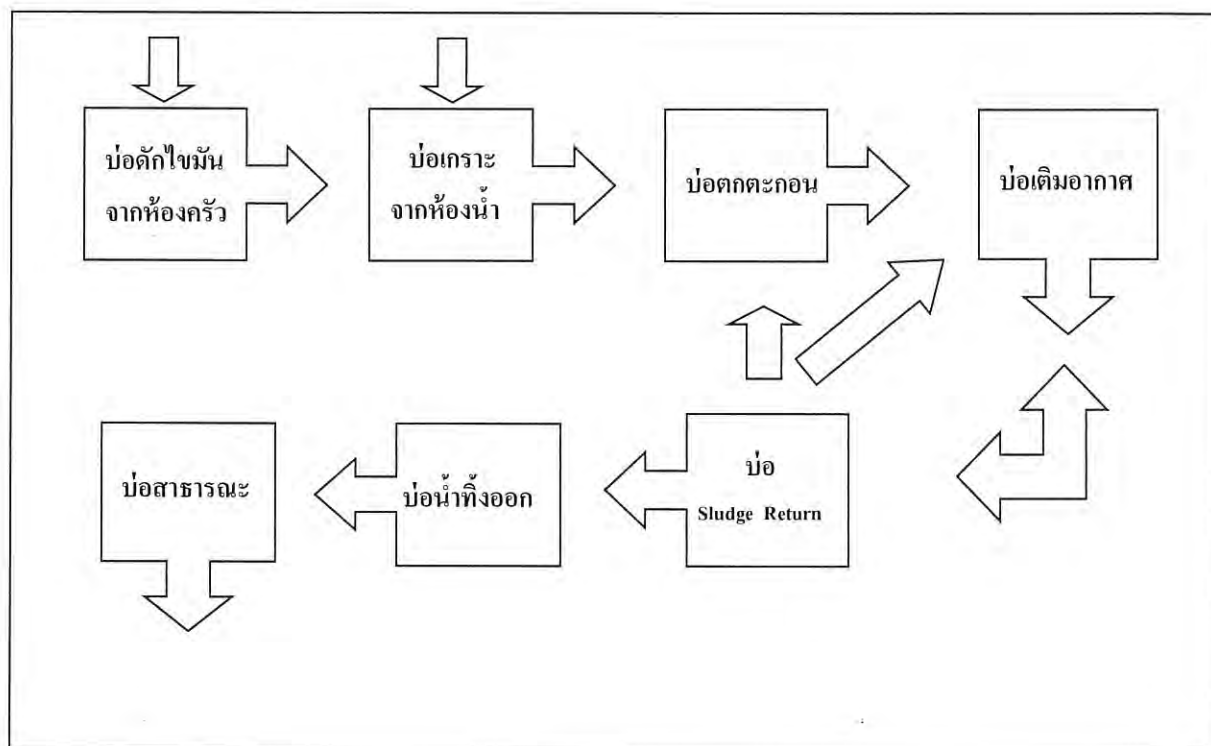 บ่อดักไขมัน
จากห้องครัว
บ่อเกราะ
จากห้องน้ำ
บ่อตกตะกอน
บ่อเติมอากาศ
บ่อสาธารณะ
บ่อน้ำทิ้งออก
บ่อ
Sludge Return